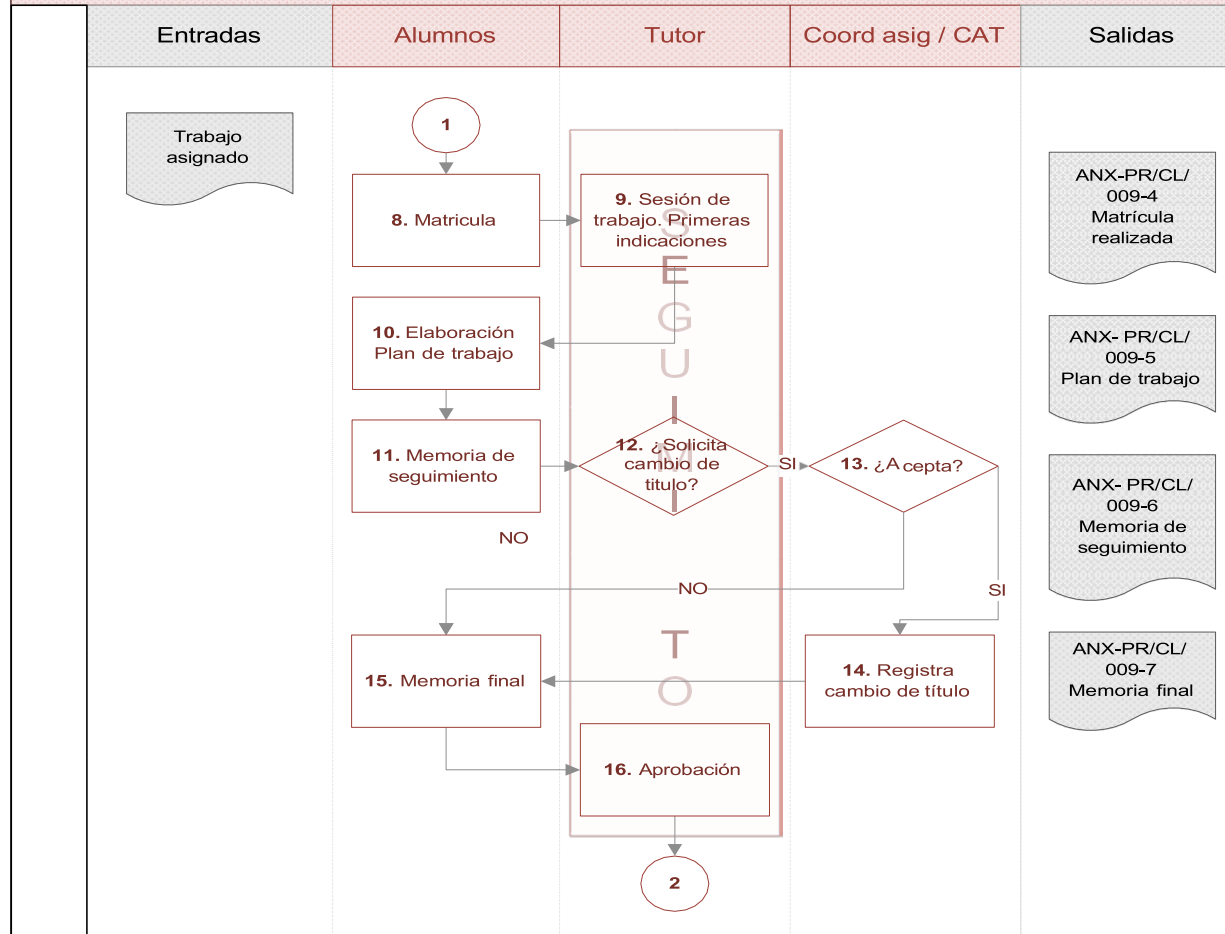 Entradas
Alumnos
Tutor
Coord asig / CAT
Salidas
Trabajo
asignado
1
8. Matricula
9. Sesión de
trabajo. Primeras
indicaciones
ANX-PR/CL/
009-4
Matrícula
realizada
10. Elaboración
Plan de trabajo
ANX- PR/CL/
009-5
Plan de trabajo
11. Memoria de
seguimiento
12. ¿Solicita
cambio de
titulo?
SI
13. ¿A cepta?
ANX- PR/CL/
009-6
Memoria de
seguimiento
NO
NO
SI
15. Memoria final
14. Registra
cambio de título
ANX-PR/CL/
009-7
Memoria final
16. Aprobación
2
S
E
G
U
I
M
I
T
O